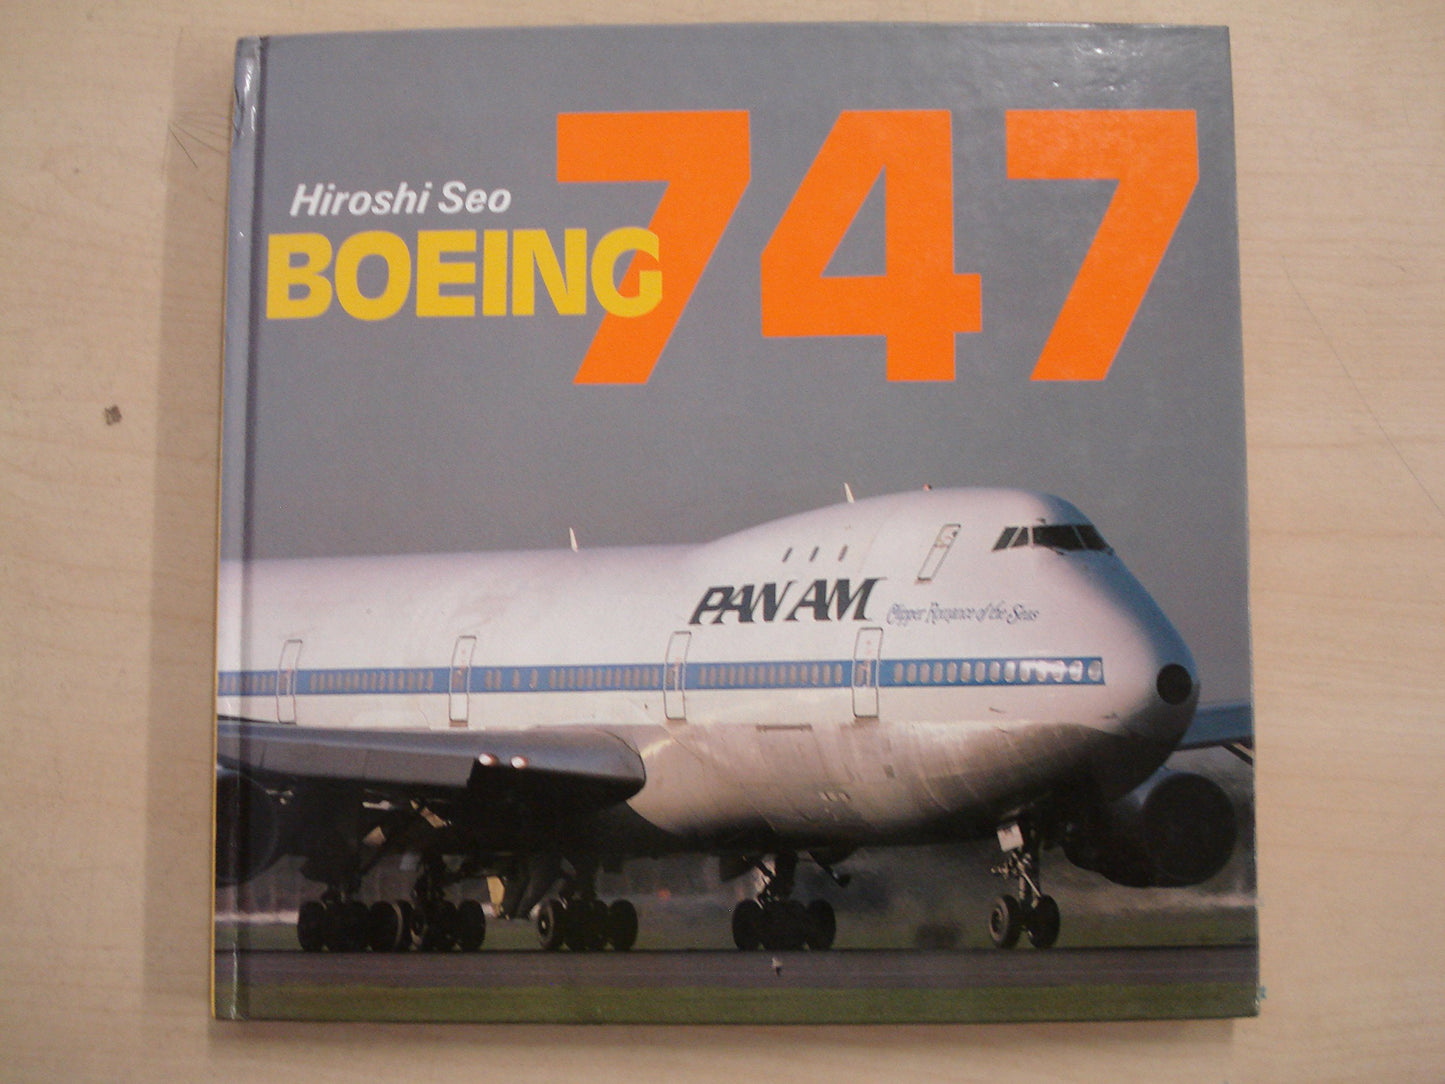 747
Hiroshi Seo
BOEING
PAN AM
Clipper Romance of the Seas